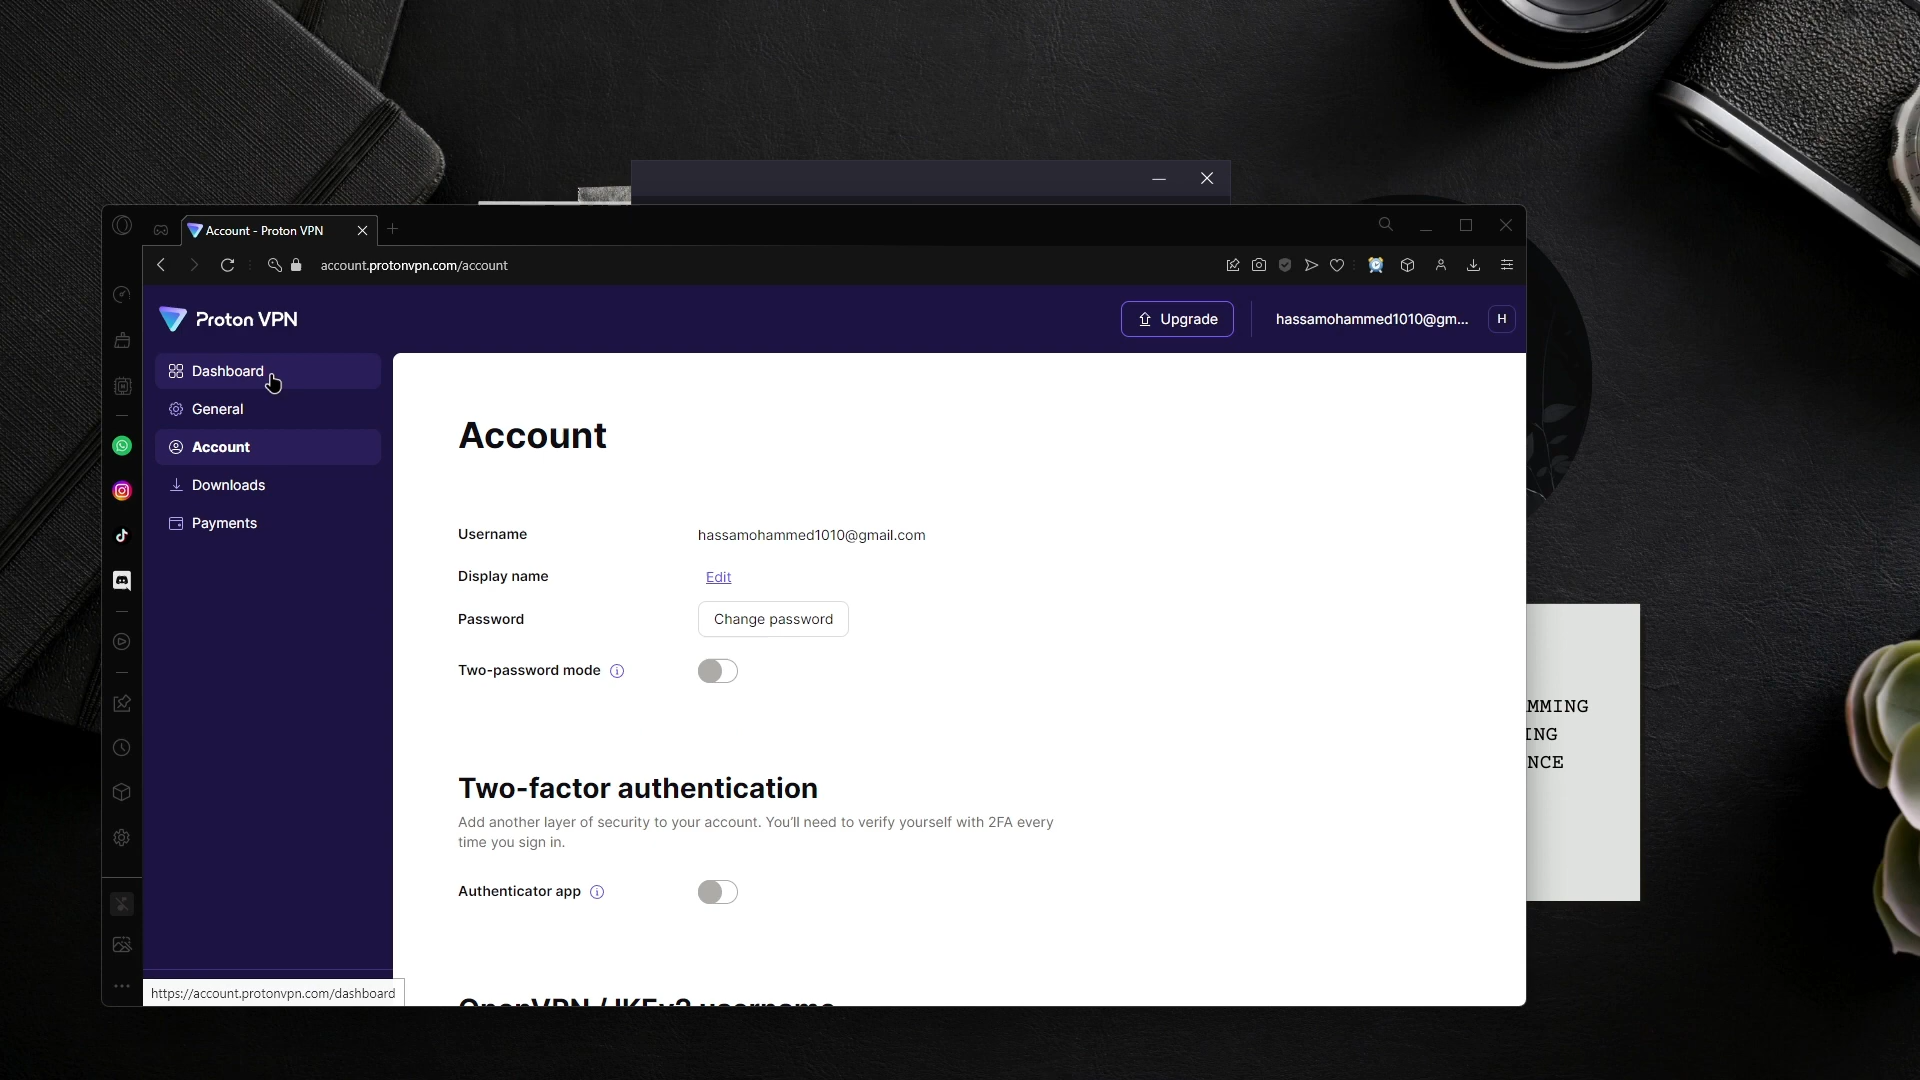 Account - Proton VPN
account.protonvpn.com/account
Proton VPN
Upgrade
hassamohammed1010@gm...
H
Dashboard
General
Account
Downloads
Payments
Account
Username
hassamohammed1010@gmail.com
Display name
Edit
Password
Change password
Two-password mode
Two-factor authentication
Add another layer of security to your account. You'll need to verify yourself with 2FA every
time you sign in.
Authenticator app
OpenVPN / IKEv2 username
https://account.protonvpn.com/dashboard
MMING
ING
NCE